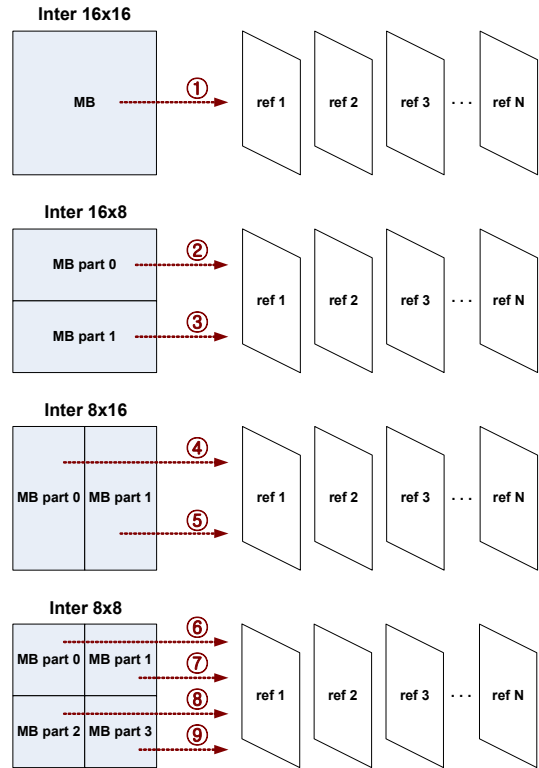 Inter 16x16
MB ① ref 1 ref 2 ref 3 . . . ref N
Inter 16x8
MB part 0 ②
ref 1 ref 2 ref 3 . . . ref N
MB part 1 ③
Inter 8x16
④
MB part 0 MB part 1 ref 1 ref 2 ref 3 . . . ref N
⑤
Inter 8x8
⑥
MB part 0 MB part 1
⑦
ref 1 ref 2 ref 3 . . . ref N
⑧
MB part 2 MB part 3
⑨